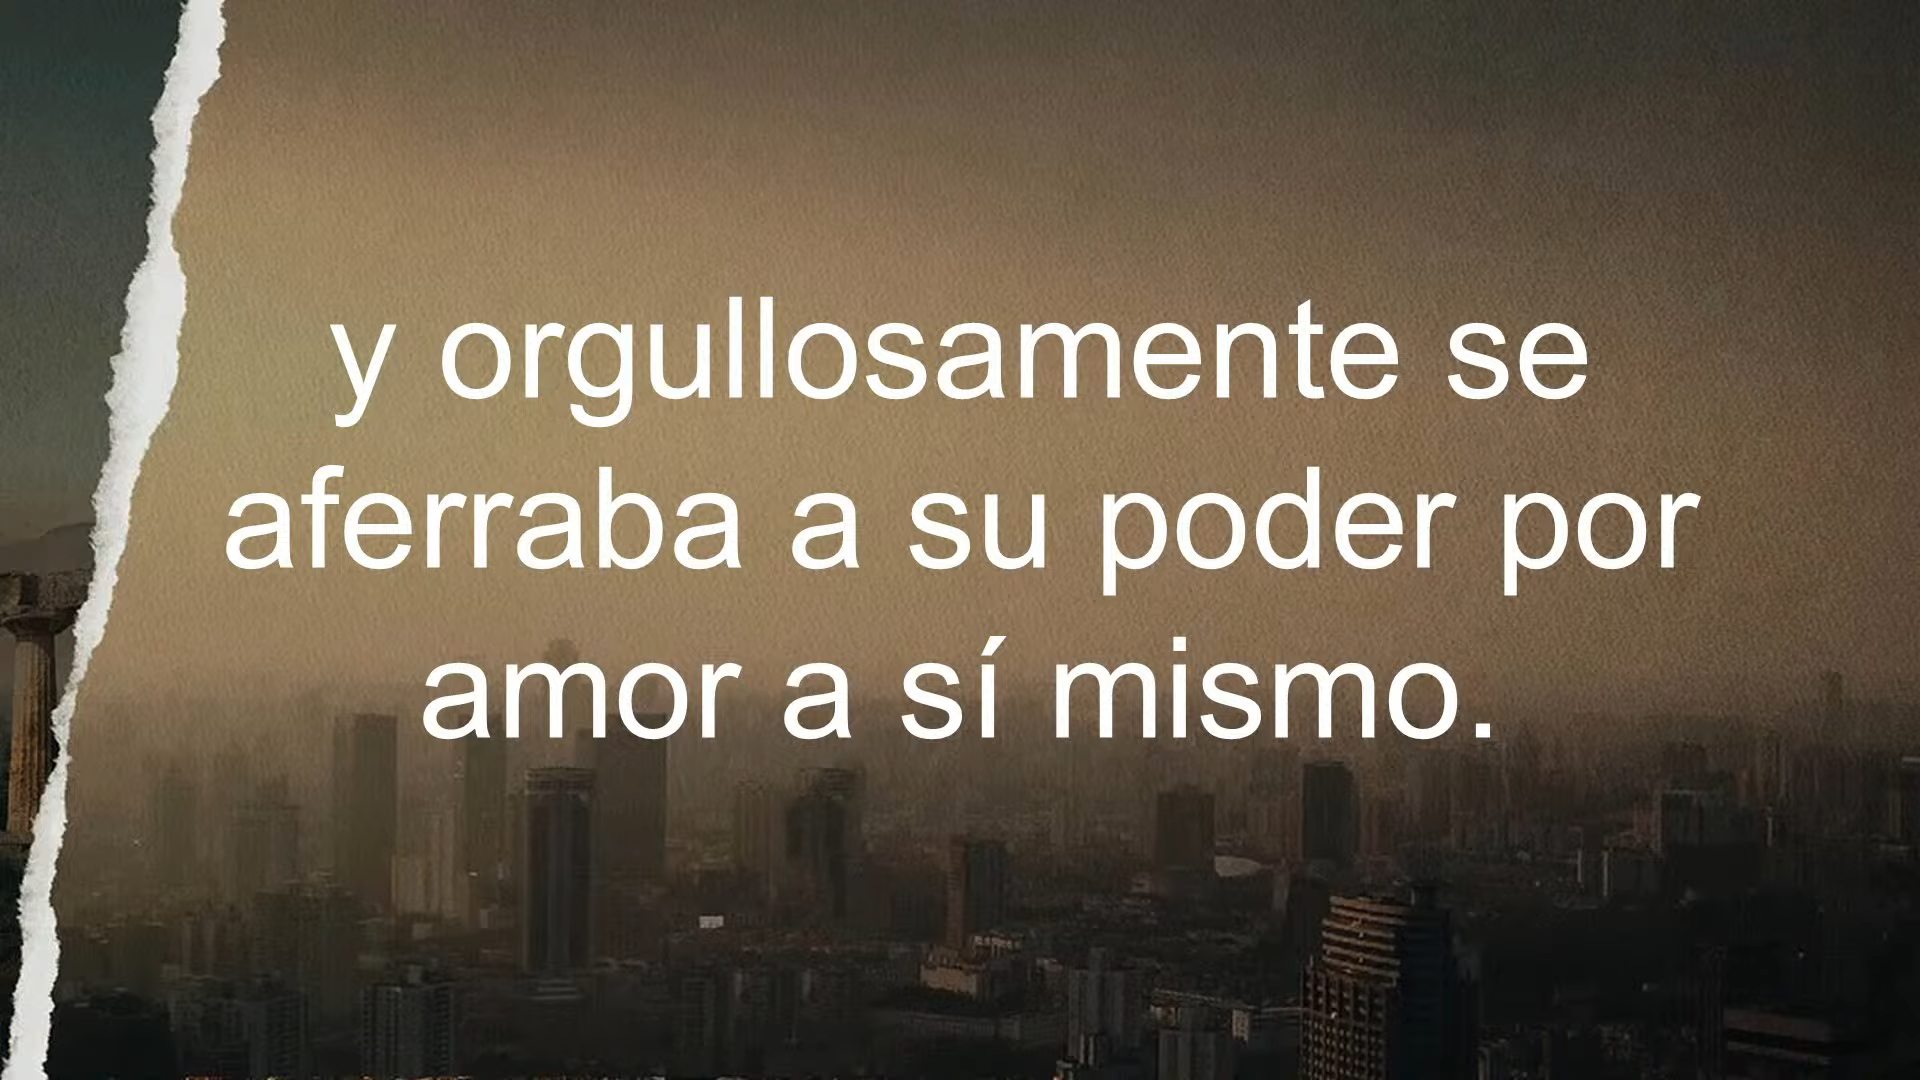 y orgullosamente se
aferraba a su poder por
amor a sí mismo.